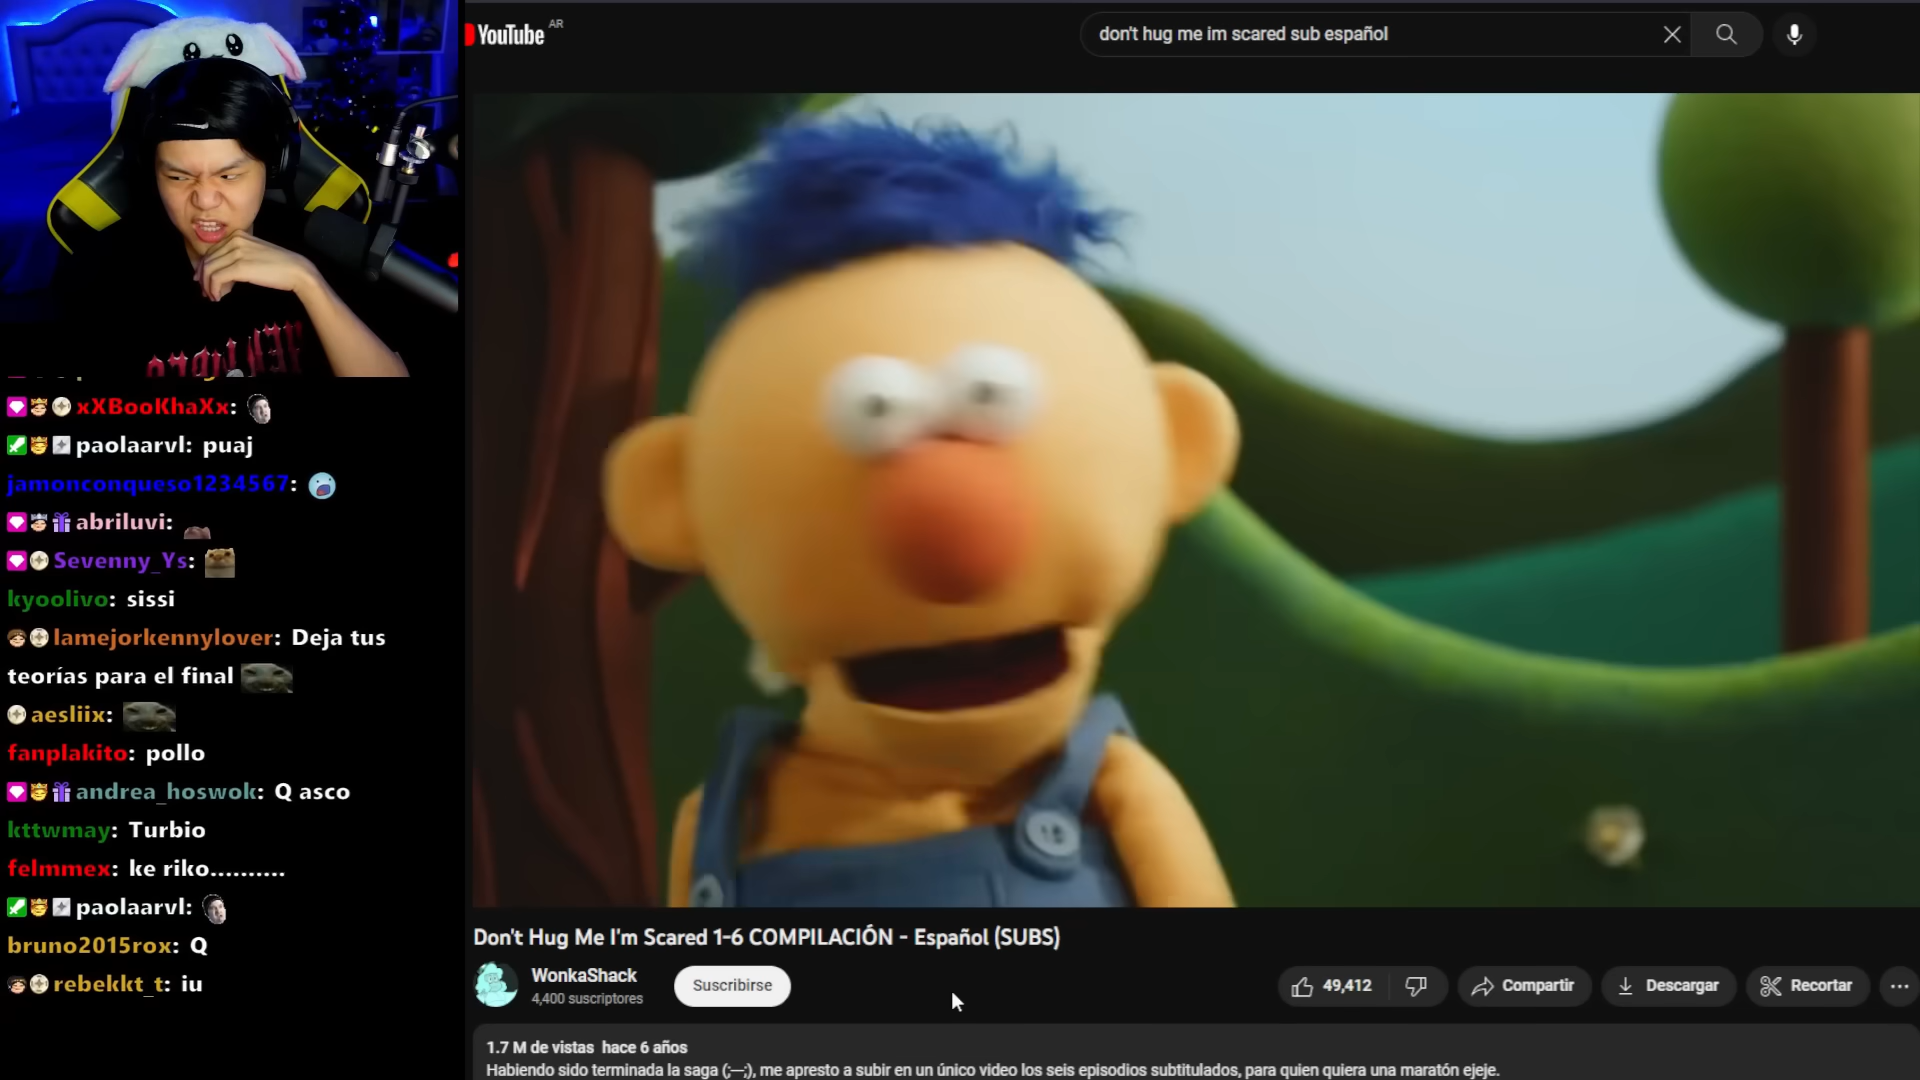 YouTube AR
don't hug me im scared sub español
xXBooKhaXx:
paolaarvl: puaj
jamonconqueso1234567:
abriluvi:
Sevenny_Ys:
kyoolivo: sissi
lamejorkennylover: Deja tus
teorías para el final
aesliix:
fanplakito: pollo
andrea_hoswok: Q asco
kttwmay: Turbio
felmmex: ke riko..........
paolaarvl:
bruno2015rox: Q
rebekkt_t: iu
Don't Hug Me I'm Scared 1-6 COMPILACIÓN - Español (SUBS)
WonkaShack
4,400 suscriptores
Suscribirse
49,412
Compartir
Descargar
Recortar
1.7 M de vistas hace 6 años
Habiendo sido terminada la saga (;—;), me apresto a subir en un único video los seis episodios subtitulados, para quien quiera una maratón ejeje.